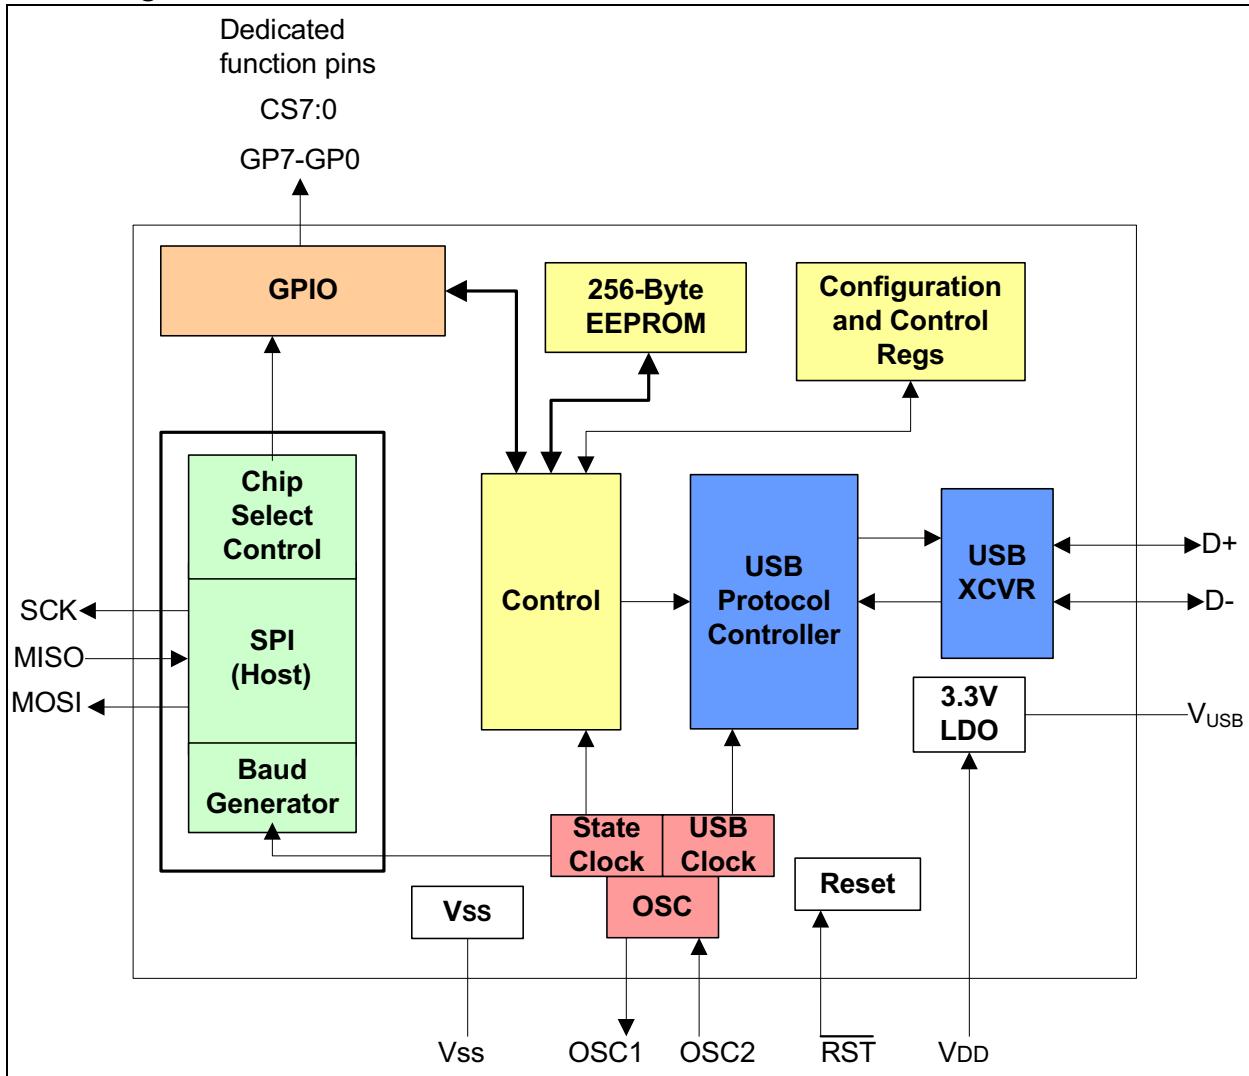 Dedicated
function pins
CS7:0
GP7-GP0
GPIO
256-Byte
EEPROM
Configuration
and Control
Regs
Chip
Select
Control
SPI
(Host)
Baud
Generator
SCK
MISO
MOSI
Control
USB
Protocol
Controller
USB
XCVR
D+
D-
3.3V
LDO
VUSB
State
Clock
USB
Clock
OSC
Reset
Vss
Vss
OSC1
OSC2
RST
VDD